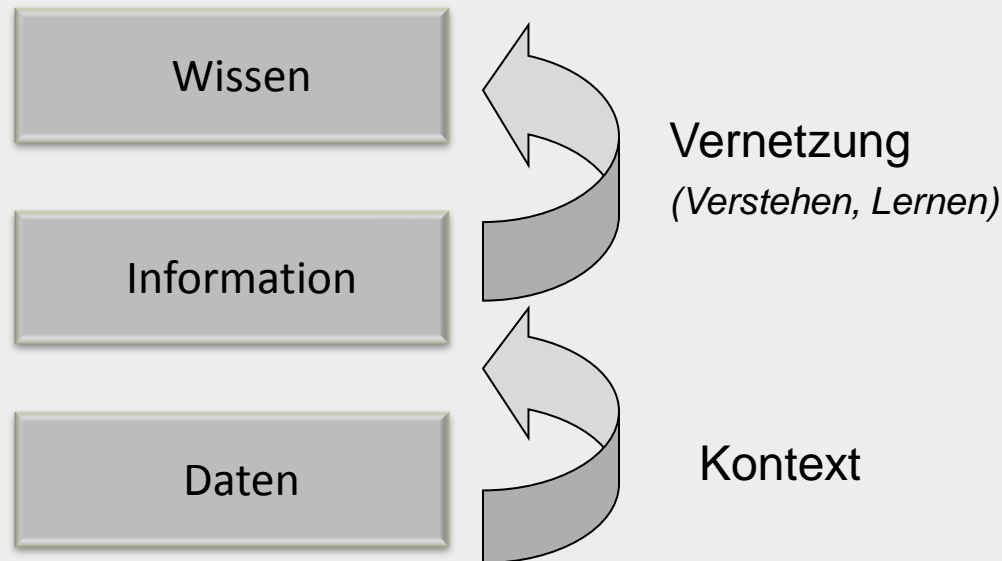 Wissen
Vernetzung
(Verstehen, Lernen)
Information
Kontext
Daten